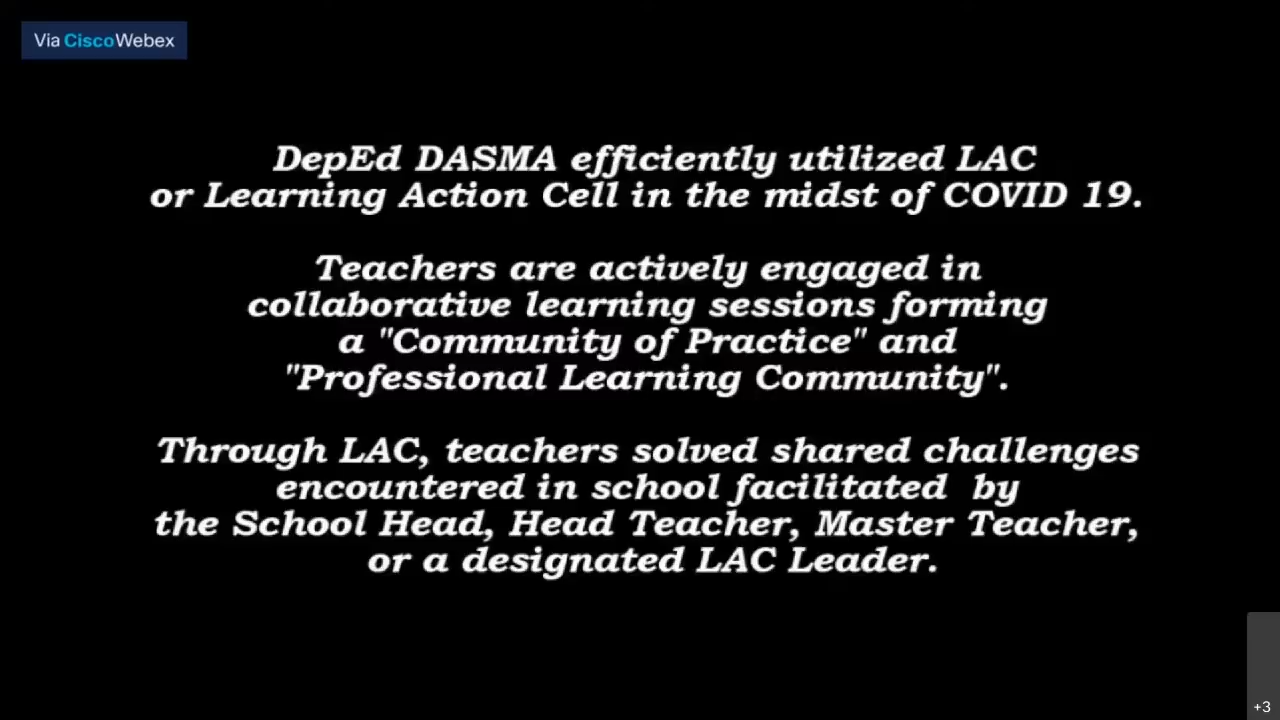 Via CiscoWebex
DepEd DASMA efficiently utilized LAC
or Learning Action Cell in the midst of COVID 19.
Teachers are actively engaged in
collaborative learning sessions forming
a "Community of Practice" and
"Professional Learning Community".
Through LAC, teachers solved shared challenges
encountered in school facilitated  by
the School Head, Head Teacher, Master Teacher,
or a designated LAC Leader.
+3